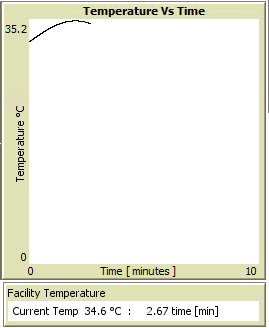 Temperature Vs Time
35.2
Temperature °C
0
0 Time [ minutes ] 10
Facility Temperature
Current Temp 34.6 °C : 2.67 time [min]